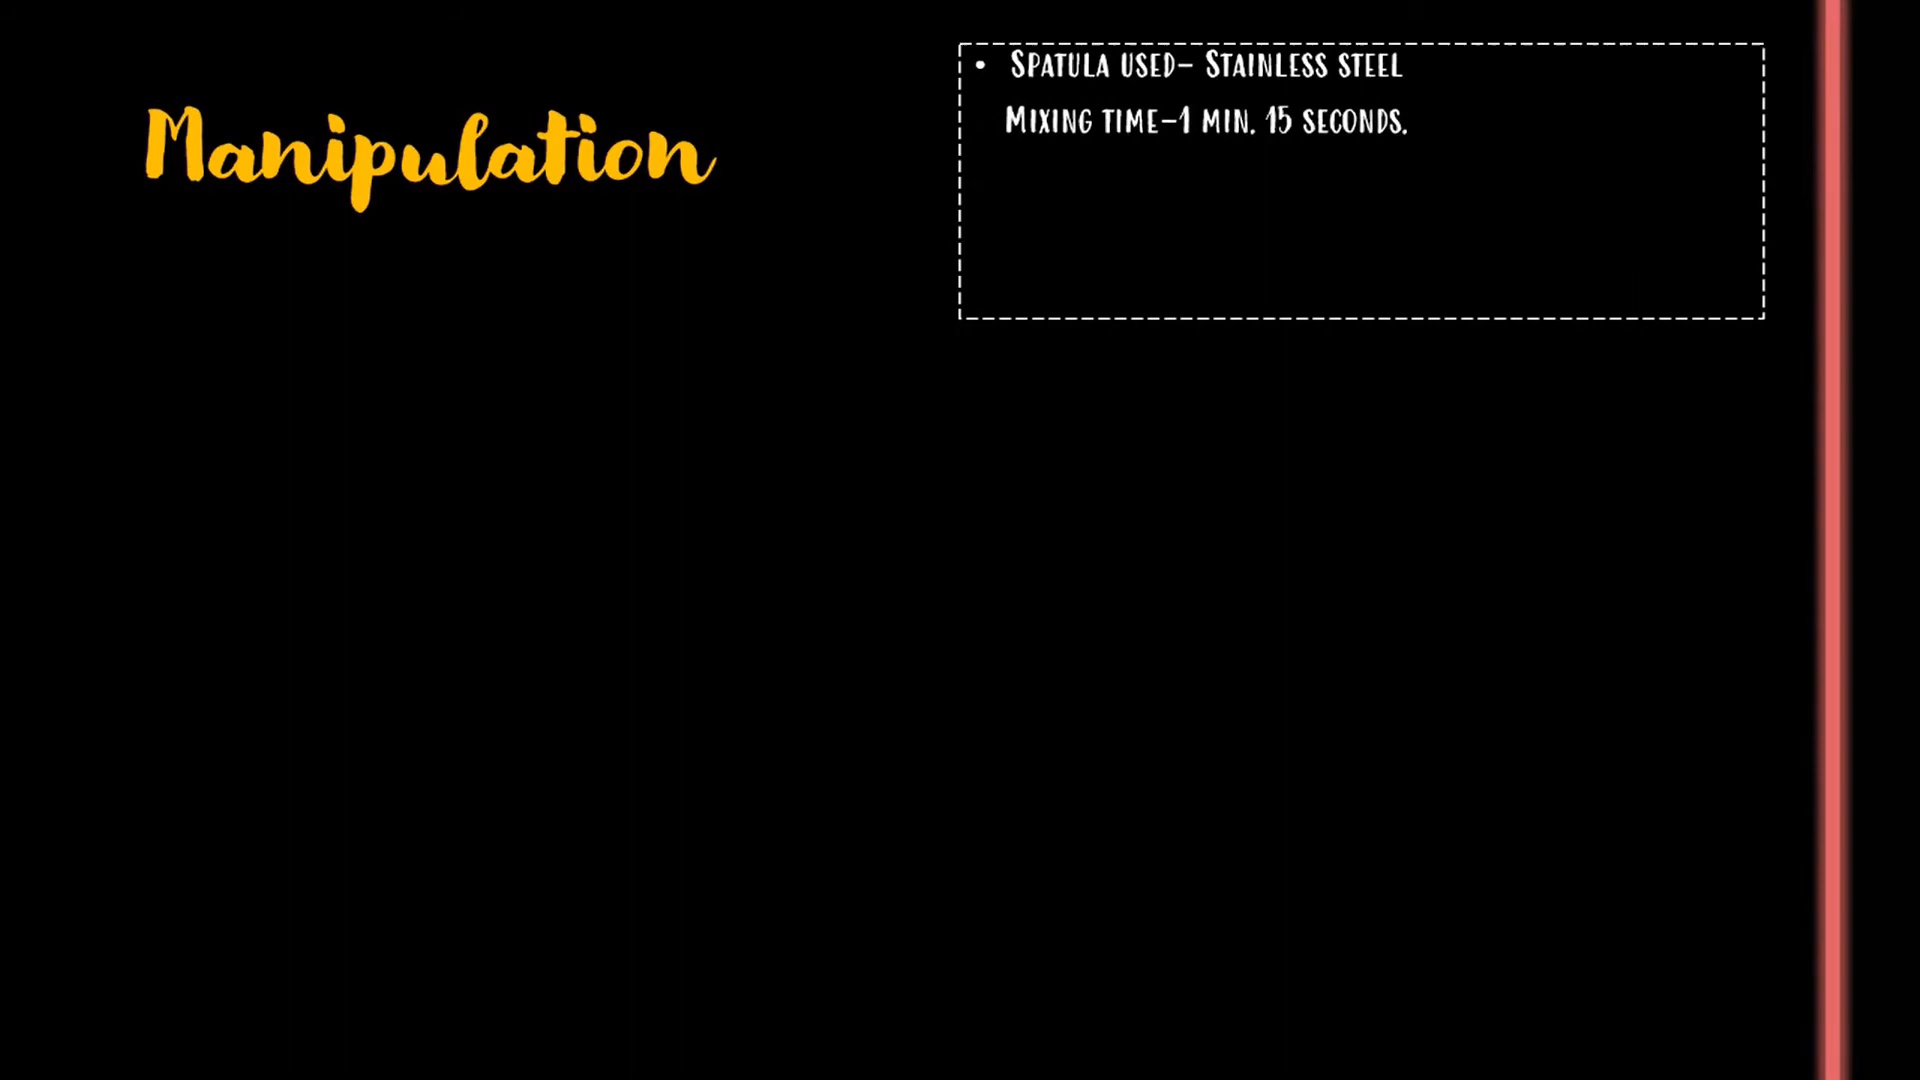 Manipulation
• Spatula used- Stainless steel
Mixing time-1 min. 15 seconds.